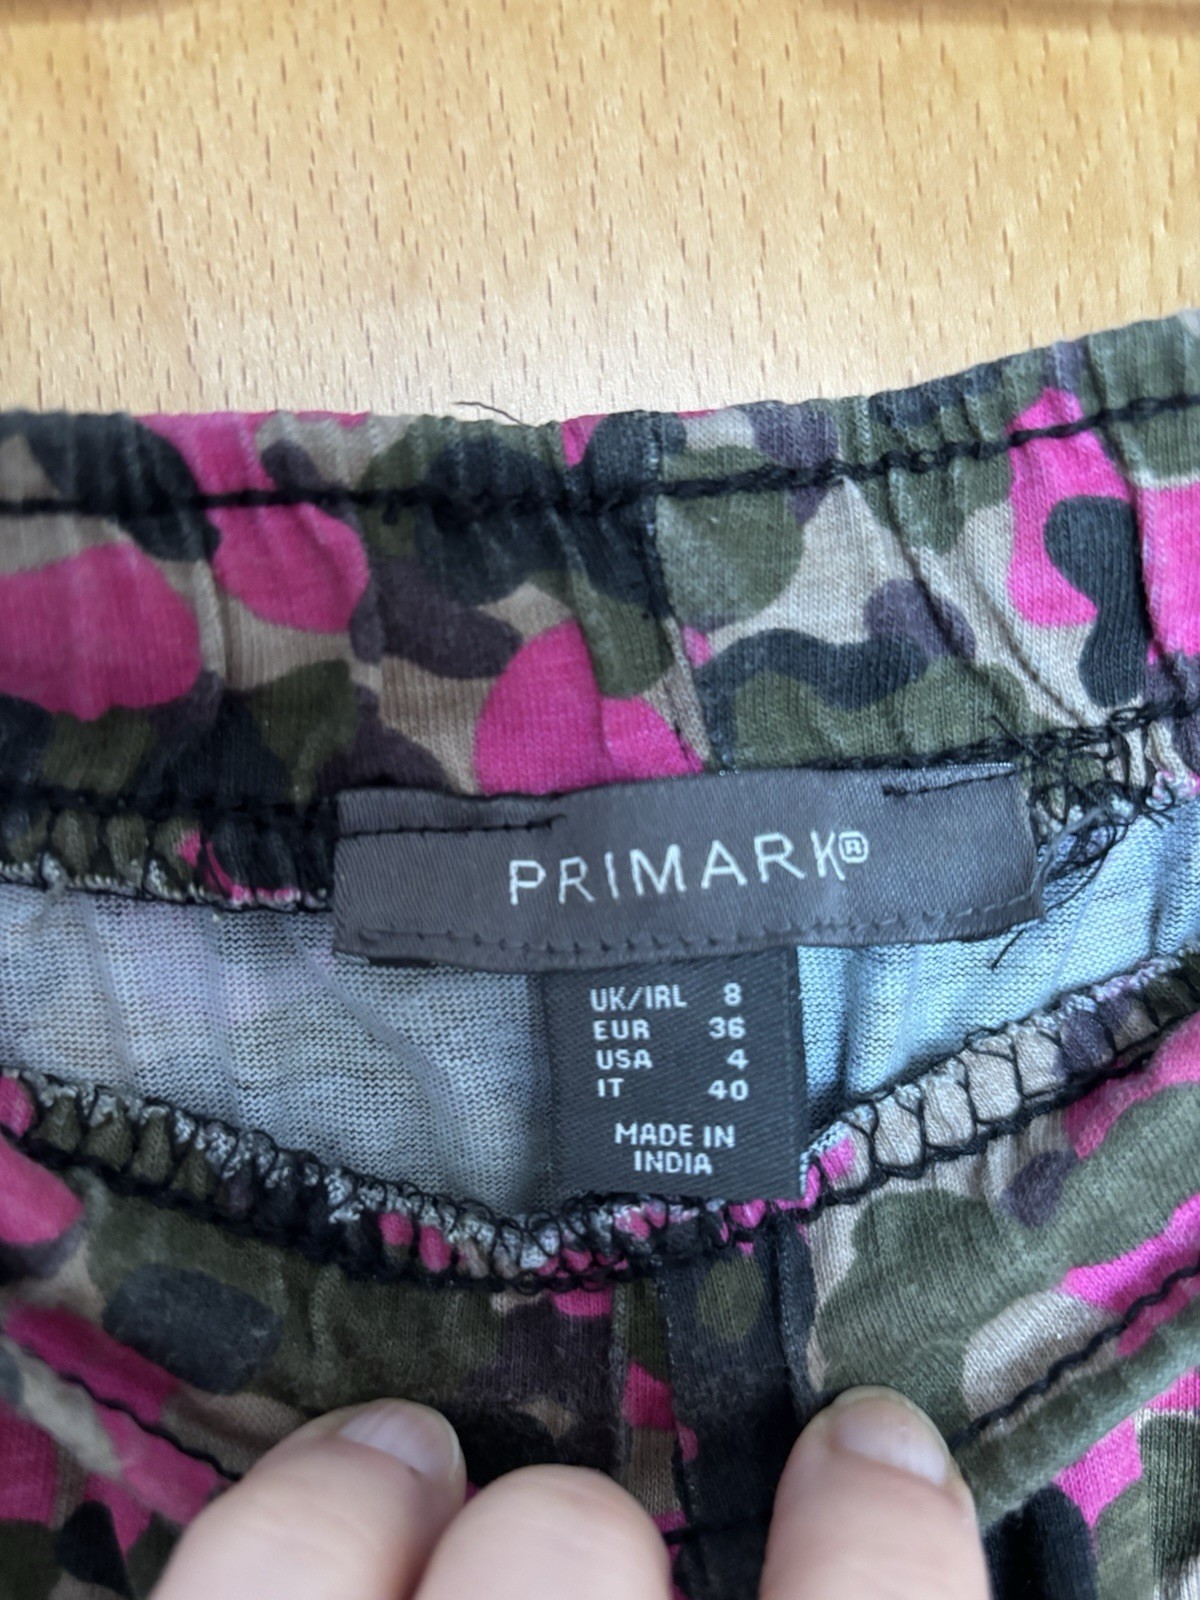 PRIMARK®
UK/IRL 8
EUR 36
USA 4
IT 40
MADE IN
INDIA